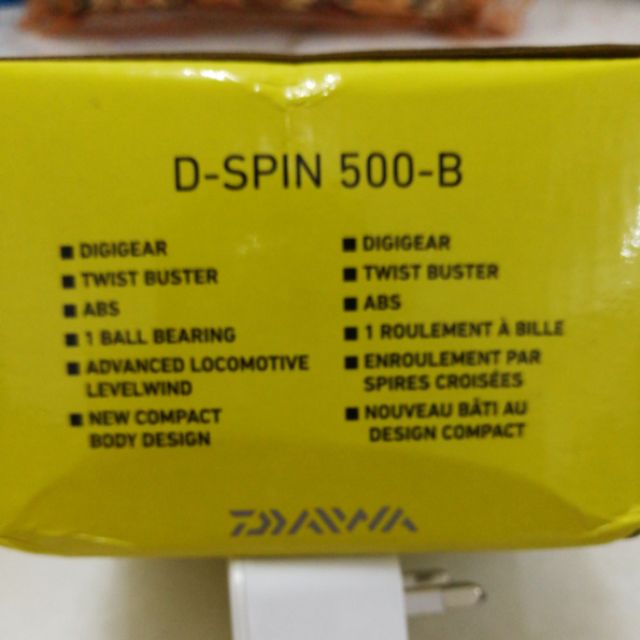 D-SPIN 500-B
■ DIGIGEAR
■ TWIST BUSTER
■ ABS
■ 1 BALL BEARING
■ ADVANCED LOCOMOTIVE
LEVELWIND
■ NEW COMPACT
BODY DESIGN
■ DIGIGEAR
■ TWIST BUSTER
■ ABS
■ 1 ROULEMENT À BILLE
■ ENROULEMENT PAR
SPIRES CROISÉES
■ NOUVEAU BÂTI AU
DESIGN COMPACT
DAIWA